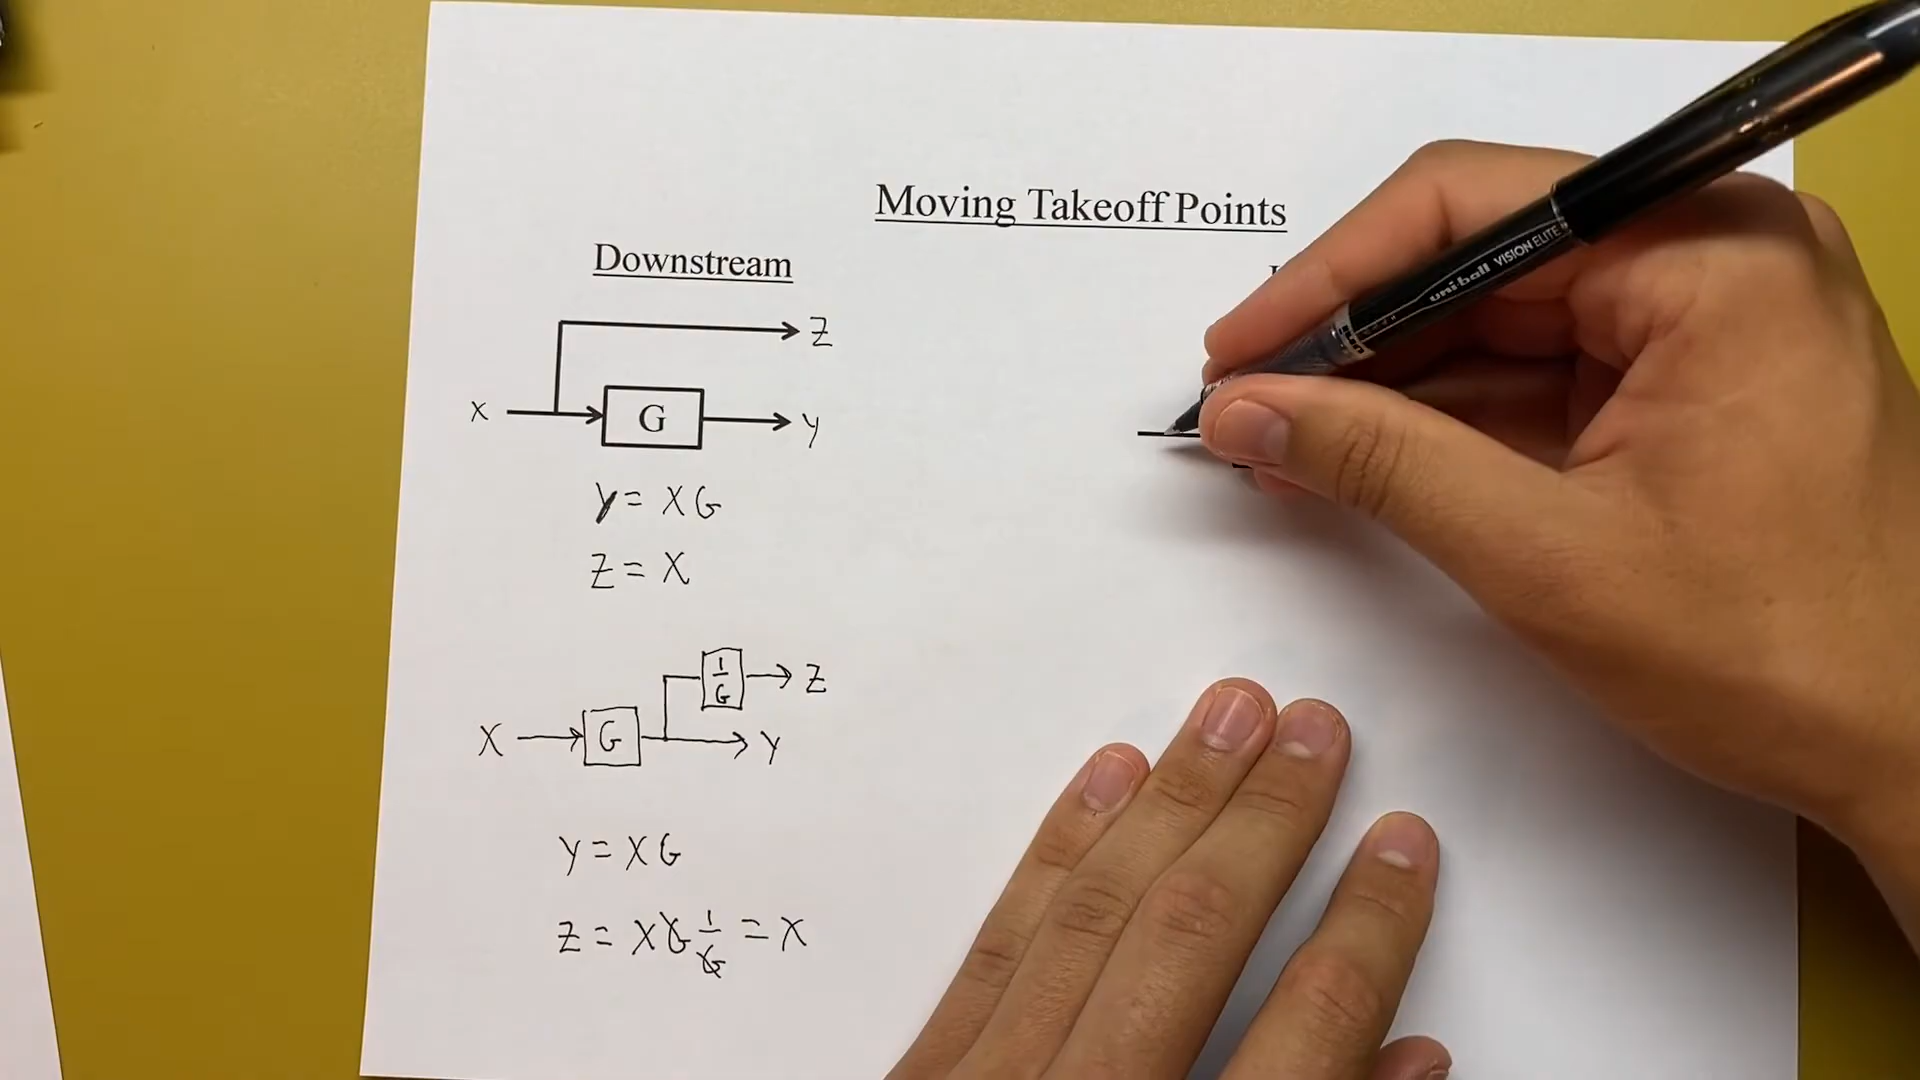 Moving Takeoff Points
Downstream
Z
X G Y
Y = X G
Z = X
1
G
Z
X G Y
Y = X G
Z = X G 1/G = X
uni-ball VISION ELITE